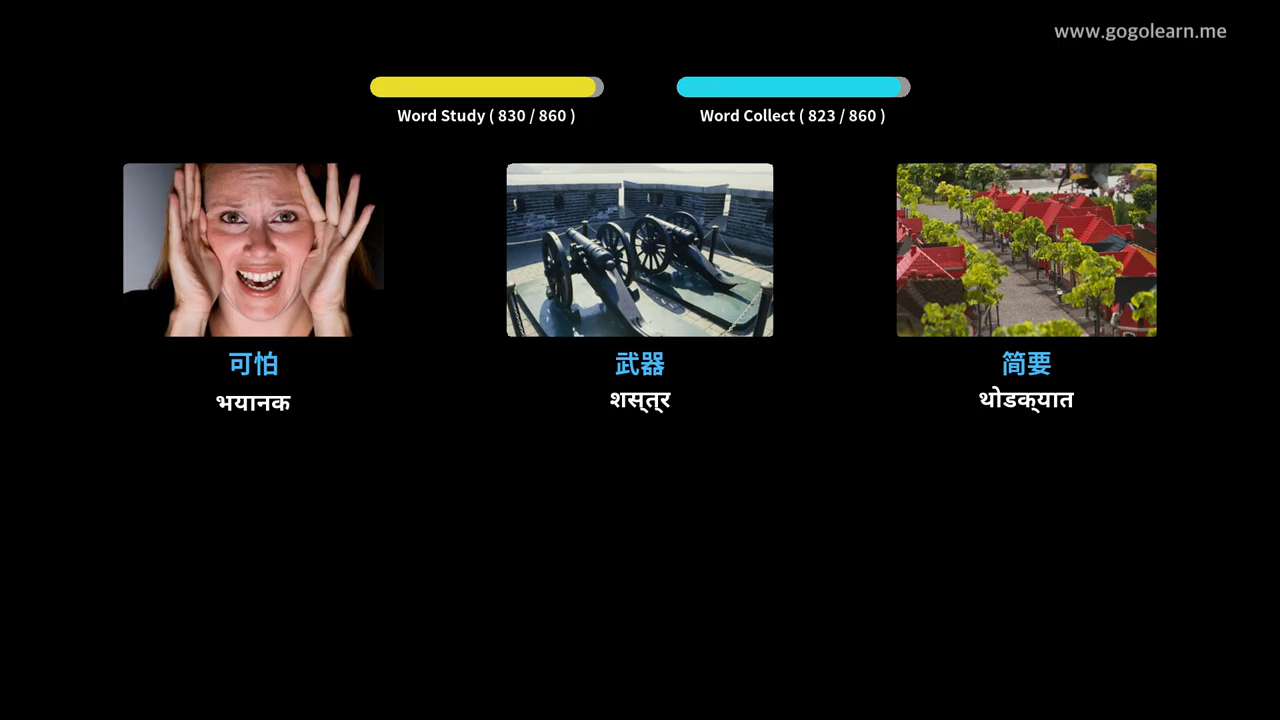 www.gogolearn.me
Word Study ( 830 / 860 )
Word Collect ( 823 / 860 )
可怕
武器
简要
भयानक
शस्त्र
थोडक्यात